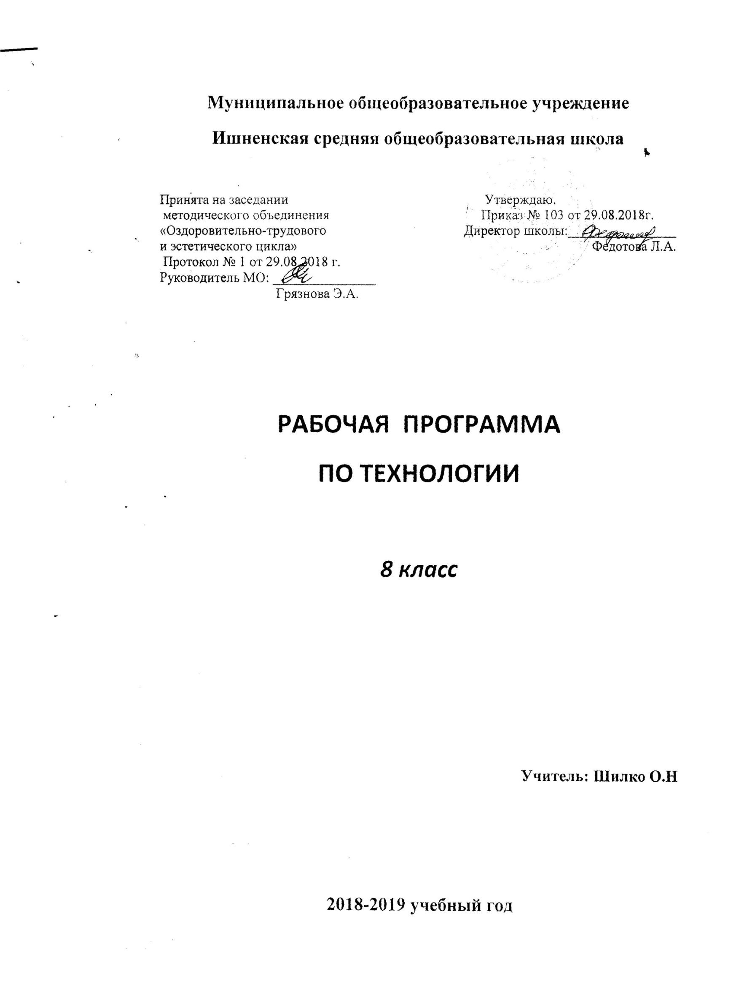 Муниципальное общеобразовательное учреждение
Ишненская средняя общеобразовательная школа
Принята на заседании
методического объединения
«Оздоровительно-трудового
и эстетического цикла»
Протокол № 1 от 29.08.2018 г.
Руководитель МО:
Грязнова Э.А.
Утверждаю.
Приказ № 103 от 29.08.2018г.
Директор школы:
Федотова Л.А.
РАБОЧАЯ ПРОГРАММА
ПО ТЕХНОЛОГИИ
8 класс
Учитель: Шилко О.Н
2018-2019 учебный год